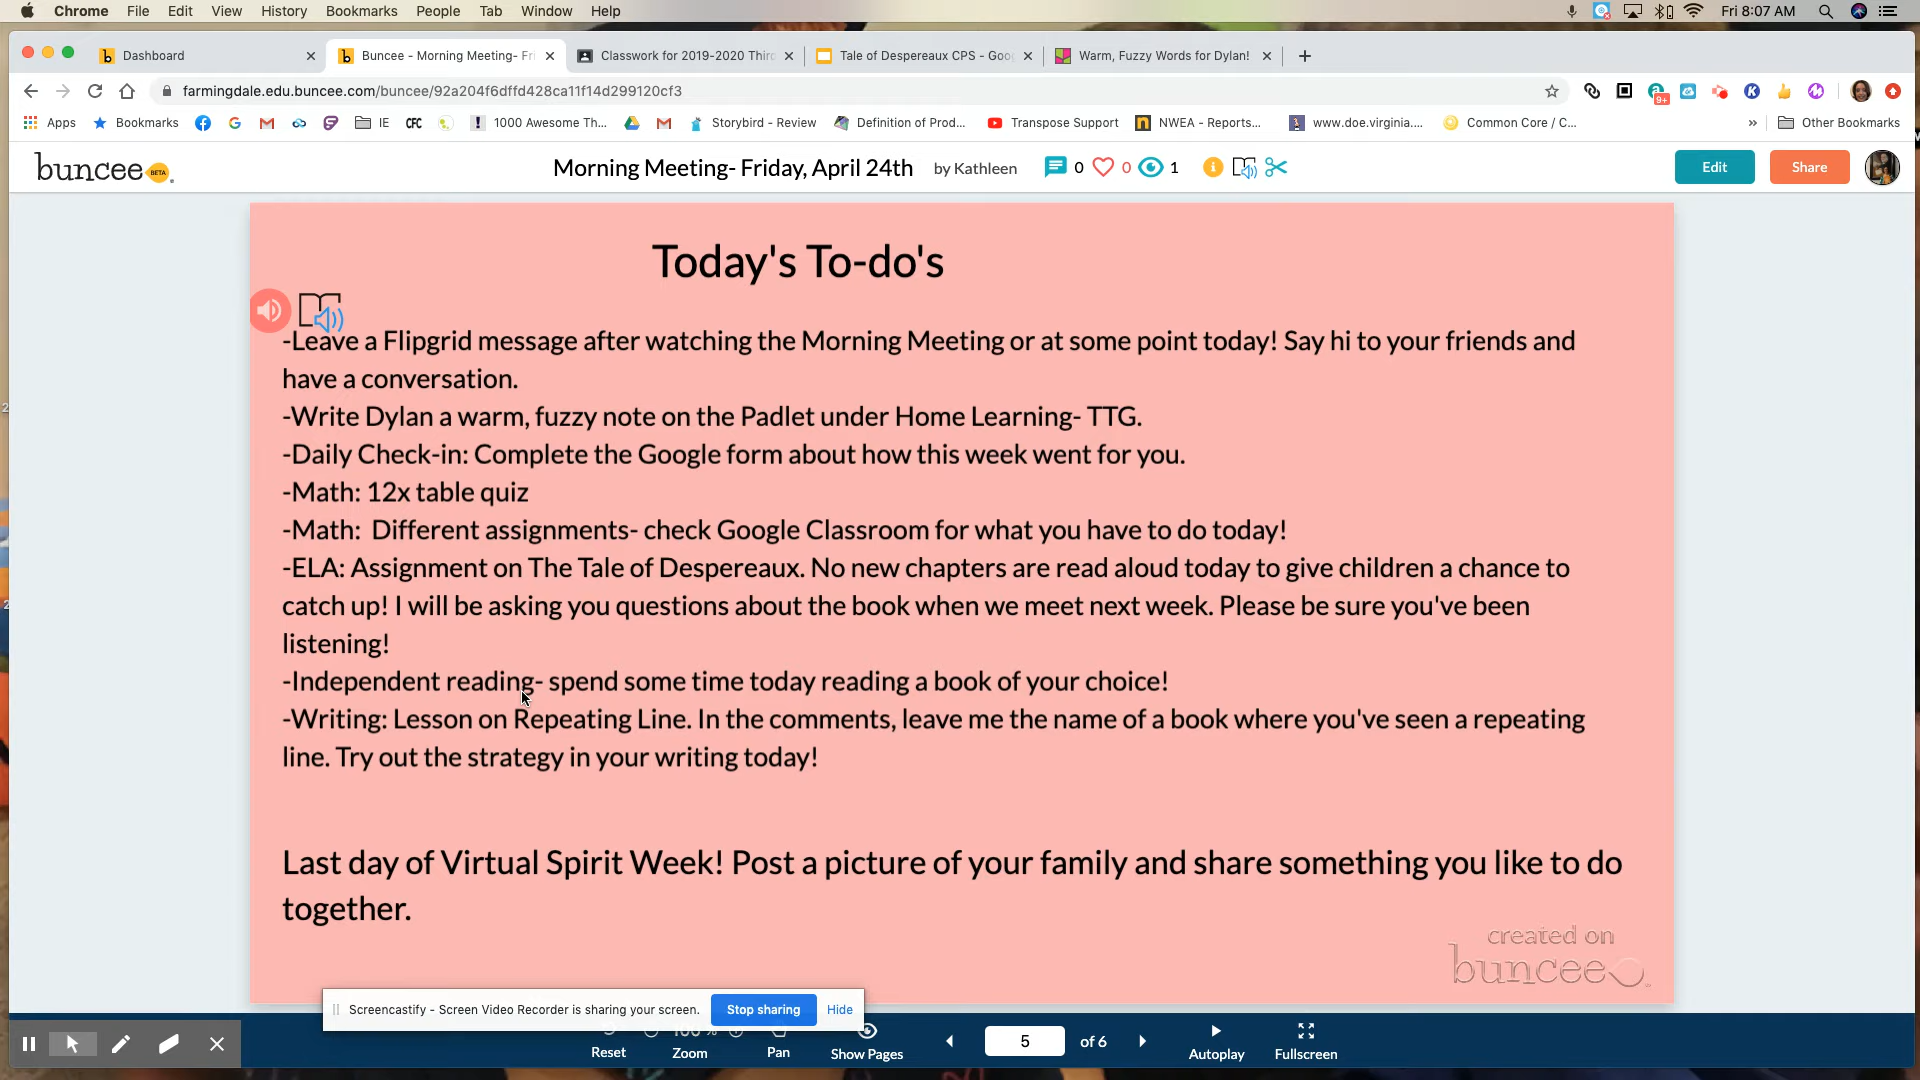 Chrome File Edit View History Bookmarks People Tab Window Help Fri 8:07 AM
Dashboard Buncee - Morning Meeting- Fri Classwork for 2019-2020 Third Tale of Despereaux CPS - Goo Warm, Fuzzy Words for Dylan!
farmingdale.edu.buncee.com/buncee/92a204f6dffd428ca11f14d299120cf3 9+
Apps Bookmarks IE CFC 1000 Awesome Th... Storybird - Review Definition of Prod... Transpose Support NWEA - Reports... www.doe.virginia.... Common Core / C... » Other Bookmarks
buncee BETA Morning Meeting- Friday, April 24th by Kathleen 0 0 1 Edit Share
Today's To-do's
-Leave a Flipgrid message after watching the Morning Meeting or at some point today! Say hi to your friends and
have a conversation.
-Write Dylan a warm, fuzzy note on the Padlet under Home Learning- TTG.
-Daily Check-in: Complete the Google form about how this week went for you.
-Math: 12x table quiz
-Math: Different assignments- check Google Classroom for what you have to do today!
-ELA: Assignment on The Tale of Despereaux. No new chapters are read aloud today to give children a chance to
catch up! I will be asking you questions about the book when we meet next week. Please be sure you've been
listening!
-Independent reading- spend some time today reading a book of your choice!
-Writing: Lesson on Repeating Line. In the comments, leave me the name of a book where you've seen a repeating
line. Try out the strategy in your writing today!
Last day of Virtual Spirit Week! Post a picture of your family and share something you like to do
together.
created on
buncee
Screencastify - Screen Video Recorder is sharing your screen. Stop sharing Hide
Reset Zoom Pan Show Pages 5 of 6 Autoplay Fullscreen